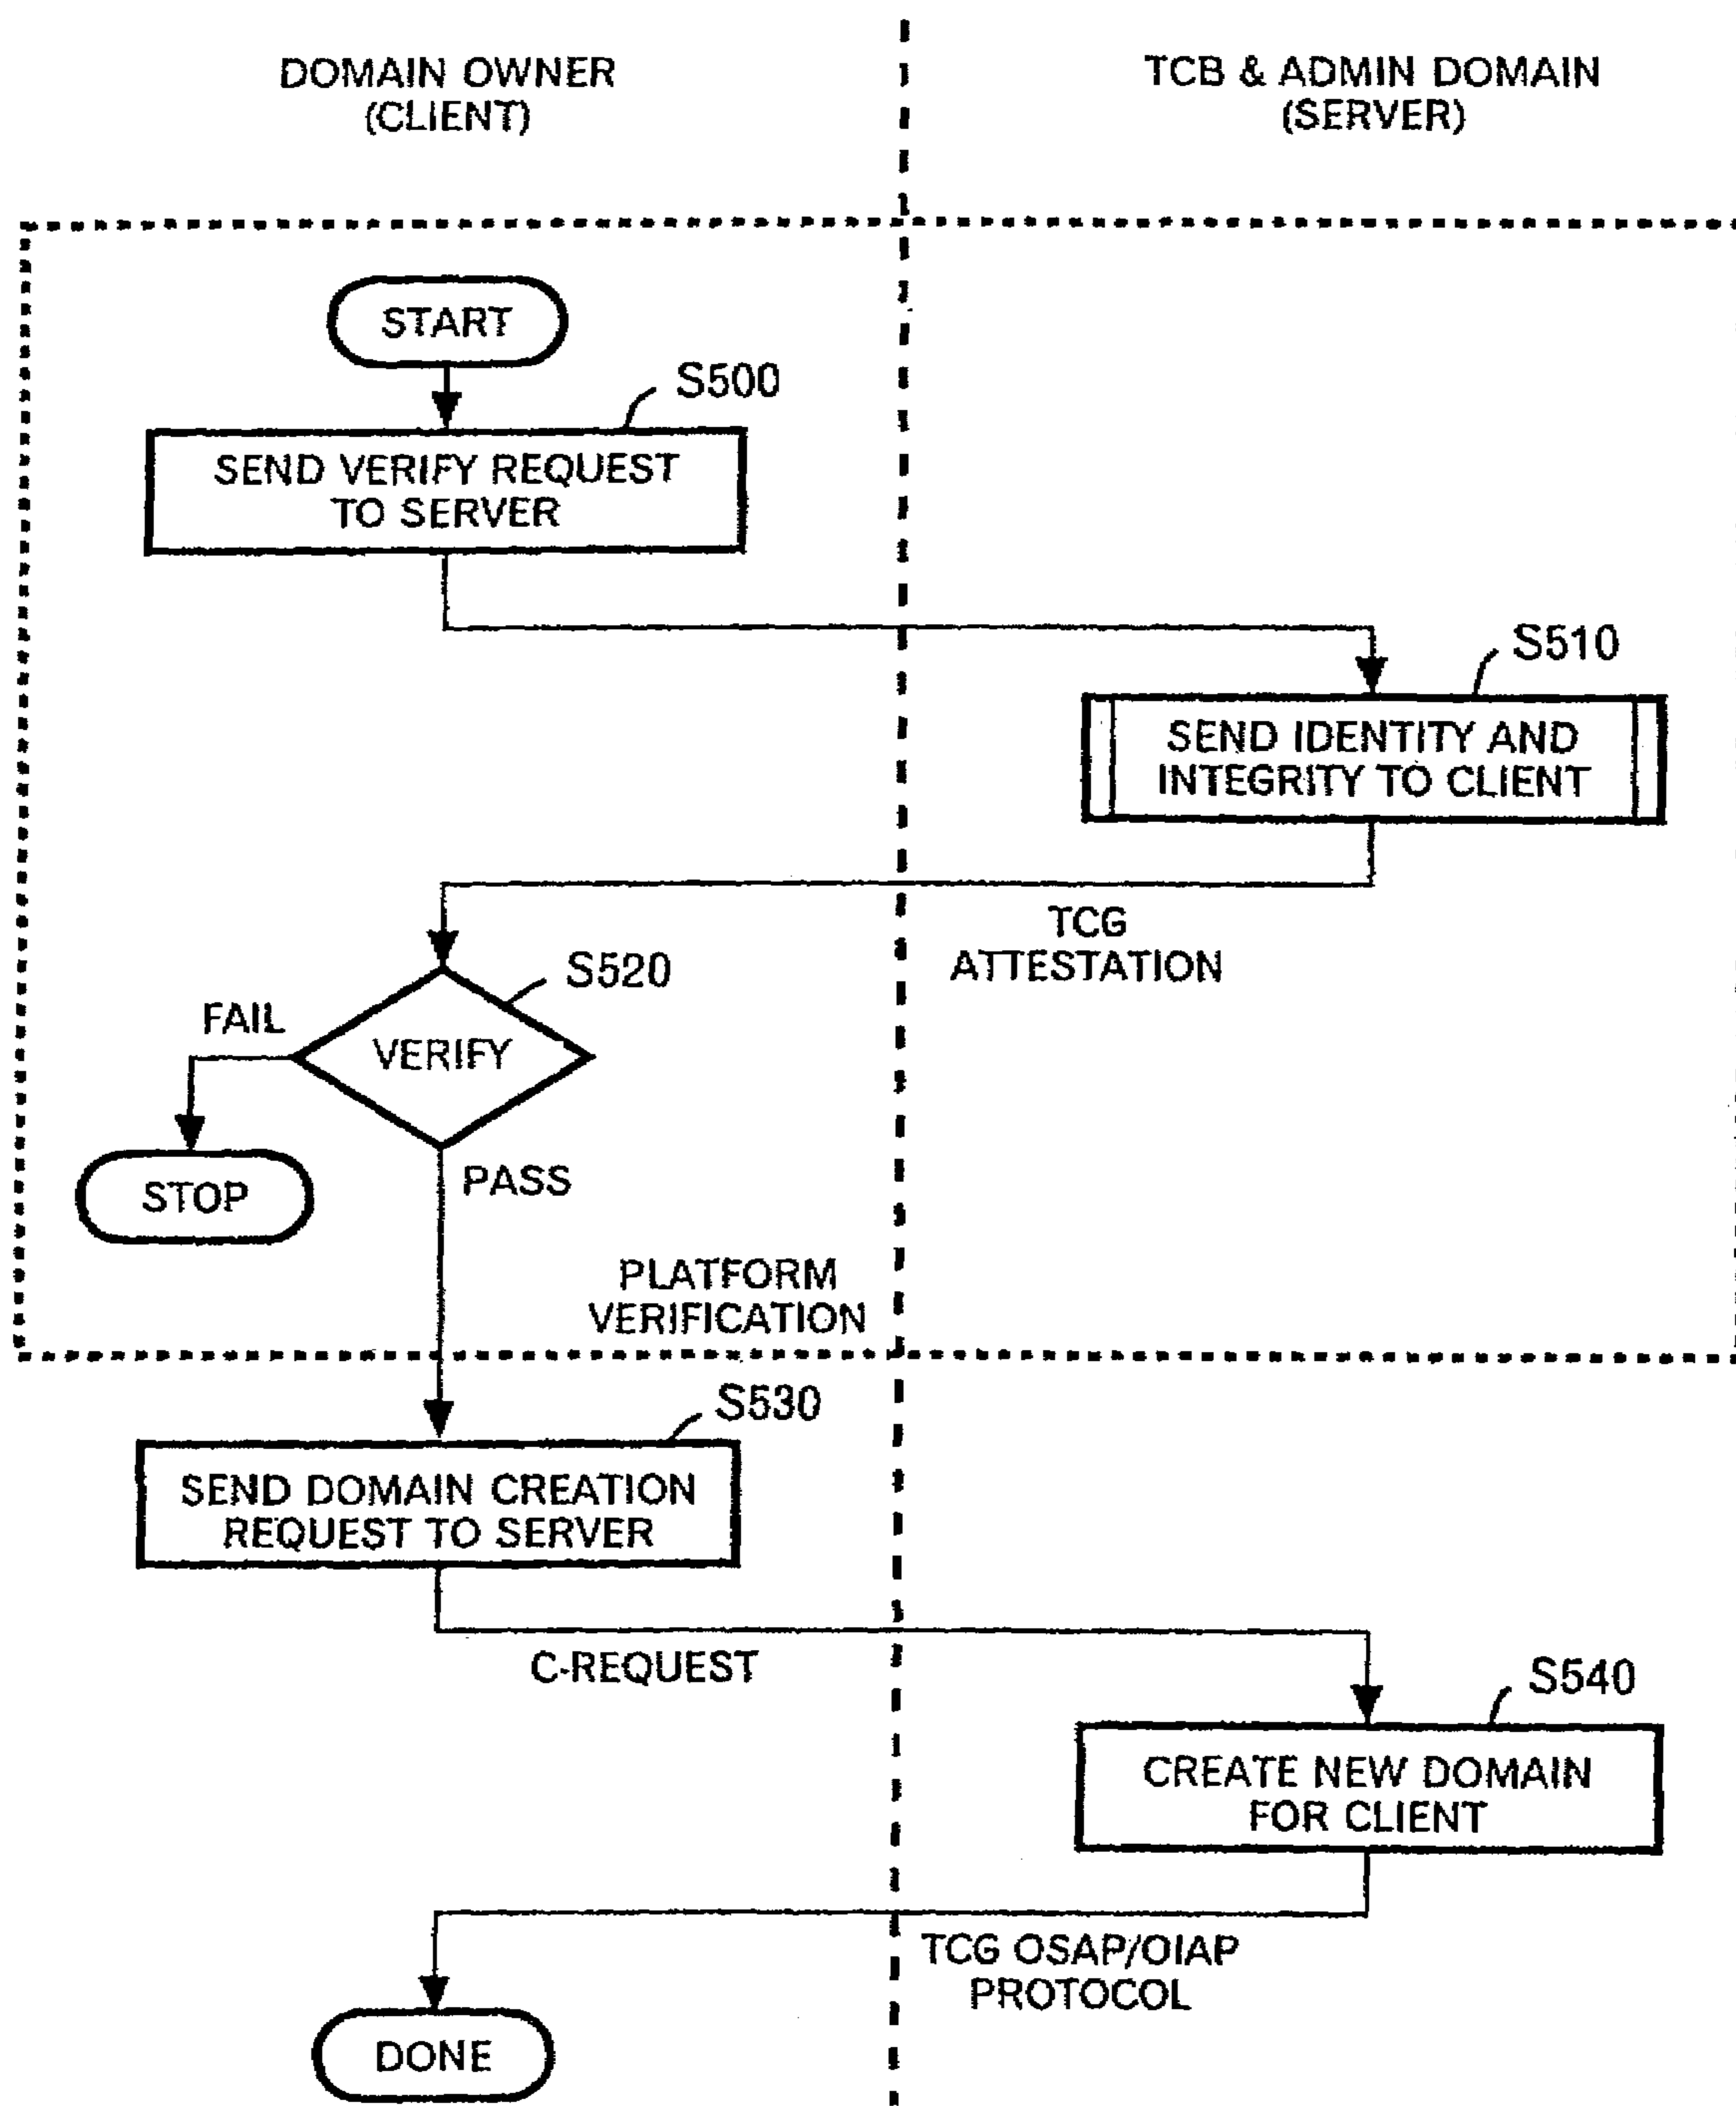 DOMAIN OWNER
(CLIENT)
TCB & ADMIN DOMAIN
(SERVER)
START
S500
SEND VERIFY REQUEST
TO SERVER
S510
SEND IDENTITY AND
INTEGRITY TO CLIENT
TCG
ATTESTATION
S520
FAIL
VERIFY
STOP
PASS
PLATFORM
VERIFICATION
S530
SEND DOMAIN CREATION
REQUEST TO SERVER
C-REQUEST
S540
CREATE NEW DOMAIN
FOR CLIENT
TCG OSAP/OIAP
PROTOCOL
DONE